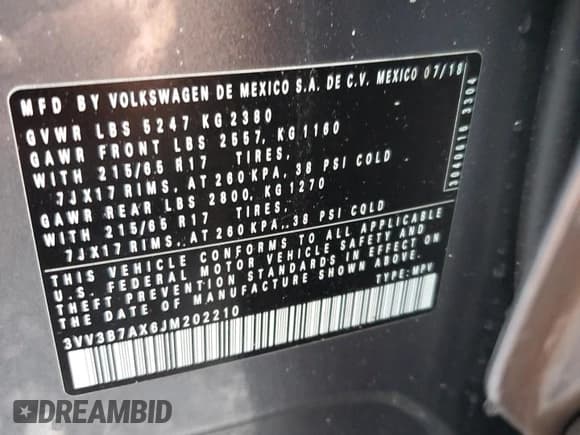 MFD BY VOLKSWAGEN DE MEXICO S.A. DE C.V. MEXICO 07/18
GVWR LBS 5247 KG 2380
GAWR FRONT LBS 2557, KG 1160
WITH 215/65 R17 TIRES,
7JX17 RIMS, AT 260 KPA, 38 PSI COLD
GAWR REAR LBS 2800, KG 1270
WITH 215/65 R17 TIRES,
7JX17 RIMS, AT 260 KPA, 38 PSI COLD
THIS VEHICLE CONFORMS TO ALL APPLICABLE
U.S. FEDERAL MOTOR VEHICLE SAFETY AND
THEFT PREVENTION STANDARDS IN EFFECT ON
THE DATE OF MANUFACTURE SHOWN ABOVE.
3VV3B7AX6JM202210 TYPE:MPV
3040616 3304
DREAMBID